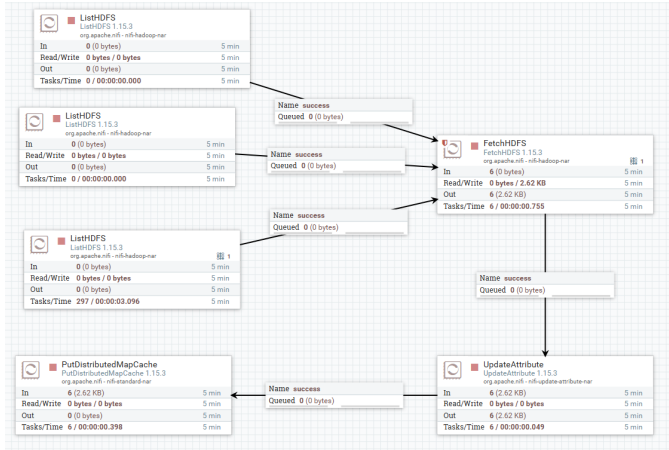 ListHDFS
ListHDFS 1.15.3
org.apache.nifi - nifi-hadoop-nar
In 0 (0 bytes) 5 min
Read/Write 0 bytes / 0 bytes 5 min
Out 0 (0 bytes) 5 min
Tasks/Time 0 / 00:00:00.000 5 min
Name success
Queued 0 (0 bytes)
ListHDFS
ListHDFS 1.15.3
org.apache.nifi - nifi-hadoop-nar
In 0 (0 bytes) 5 min
Read/Write 0 bytes / 0 bytes 5 min
Out 0 (0 bytes) 5 min
Tasks/Time 0 / 00:00:00.000 5 min
Name success
Queued 0 (0 bytes)
FetchHDFS
FetchHDFS 1.15.3
org.apache.nifi - nifi-hadoop-nar
1
In 6 (0 bytes) 5 min
Read/Write 0 bytes / 2.62 KB 5 min
Out 6 (2.62 KB) 5 min
Tasks/Time 6 / 00:00:00.755 5 min
Name success
Queued 0 (0 bytes)
ListHDFS
ListHDFS 1.15.3
org.apache.nifi - nifi-hadoop-nar
1
In 0 (0 bytes) 5 min
Read/Write 0 bytes / 0 bytes 5 min
Out 0 (0 bytes) 5 min
Tasks/Time 297 / 00:00:03.096 5 min
Name success
Queued 0 (0 bytes)
PutDistributedMapCache
PutDistributedMapCache 1.15.3
org.apache.nifi - nifi-standard-nar
In 6 (2.62 KB) 5 min
Read/Write 0 bytes / 0 bytes 5 min
Out 0 (0 bytes) 5 min
Tasks/Time 6 / 00:00:00.398 5 min
Name success
Queued 0 (0 bytes)
UpdateAttribute
UpdateAttribute 1.15.3
org.apache.nifi - nifi-update-attribute-nar
In 6 (2.62 KB) 5 min
Read/Write 0 bytes / 0 bytes 5 min
Out 6 (2.62 KB) 5 min
Tasks/Time 6 / 00:00:00.049 5 min